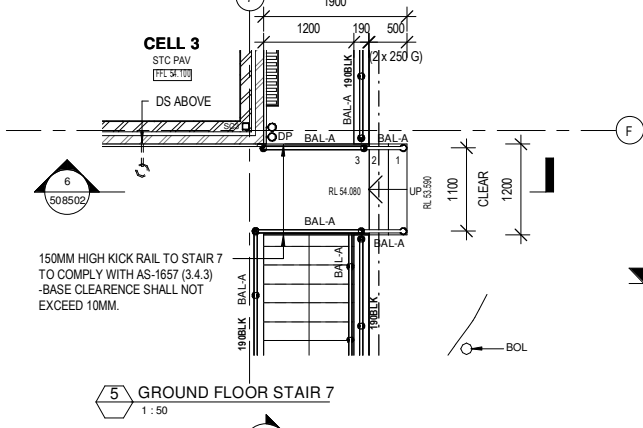 1900
1200 190 500
(2 x 250 G)
CELL 3
STC PAV
FFL 54.100
DS ABOVE
190BLK
BAL-A
F
DP
BAL-A
BAL-A
3 2 1
6
508502
RL 54.080
UP
RL 53.590
1100
CLEAR
1200
BAL-A
BAL-A
150MM HIGH KICK RAIL TO STAIR 7
TO COMPLY WITH AS-1657 (3.4.3)
-BASE CLEARENCE SHALL NOT
EXCEED 10MM.
BAL-A
BAL-A
190BLK
190BLK
BOL
5 GROUND FLOOR STAIR 7
1 : 50